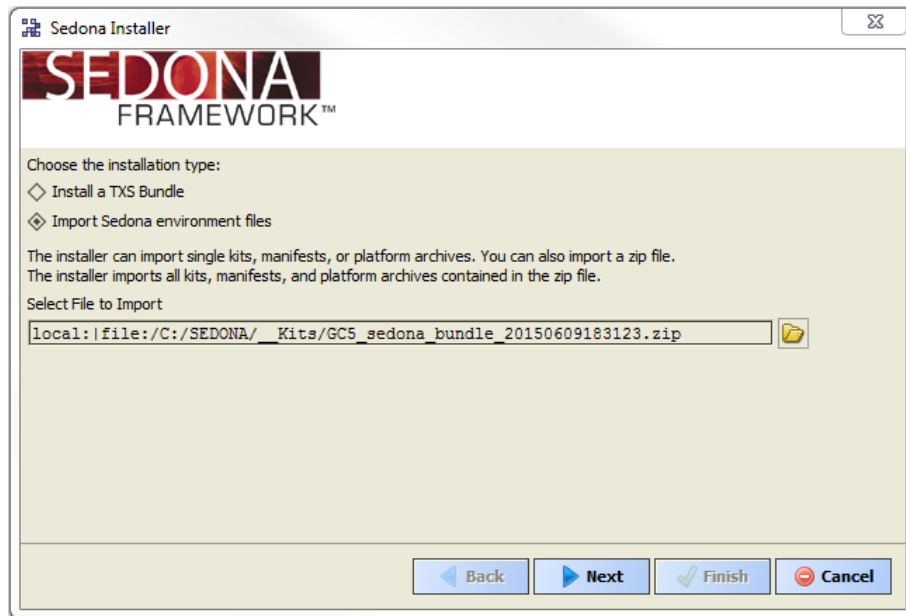 Sedona Installer
SEDONA
FRAMEWORK™
Choose the installation type:
Install a TXS Bundle
Import Sedona environment files
The installer can import single kits, manifests, or platform archives. You can also import a zip file.
The installer imports all kits, manifests, and platform archives contained in the zip file.
Select File to Import
local:|file:/C:/SEDONA/__Kits/GC5_sedona_bundle_20150609183123.zip
Back Next Finish Cancel